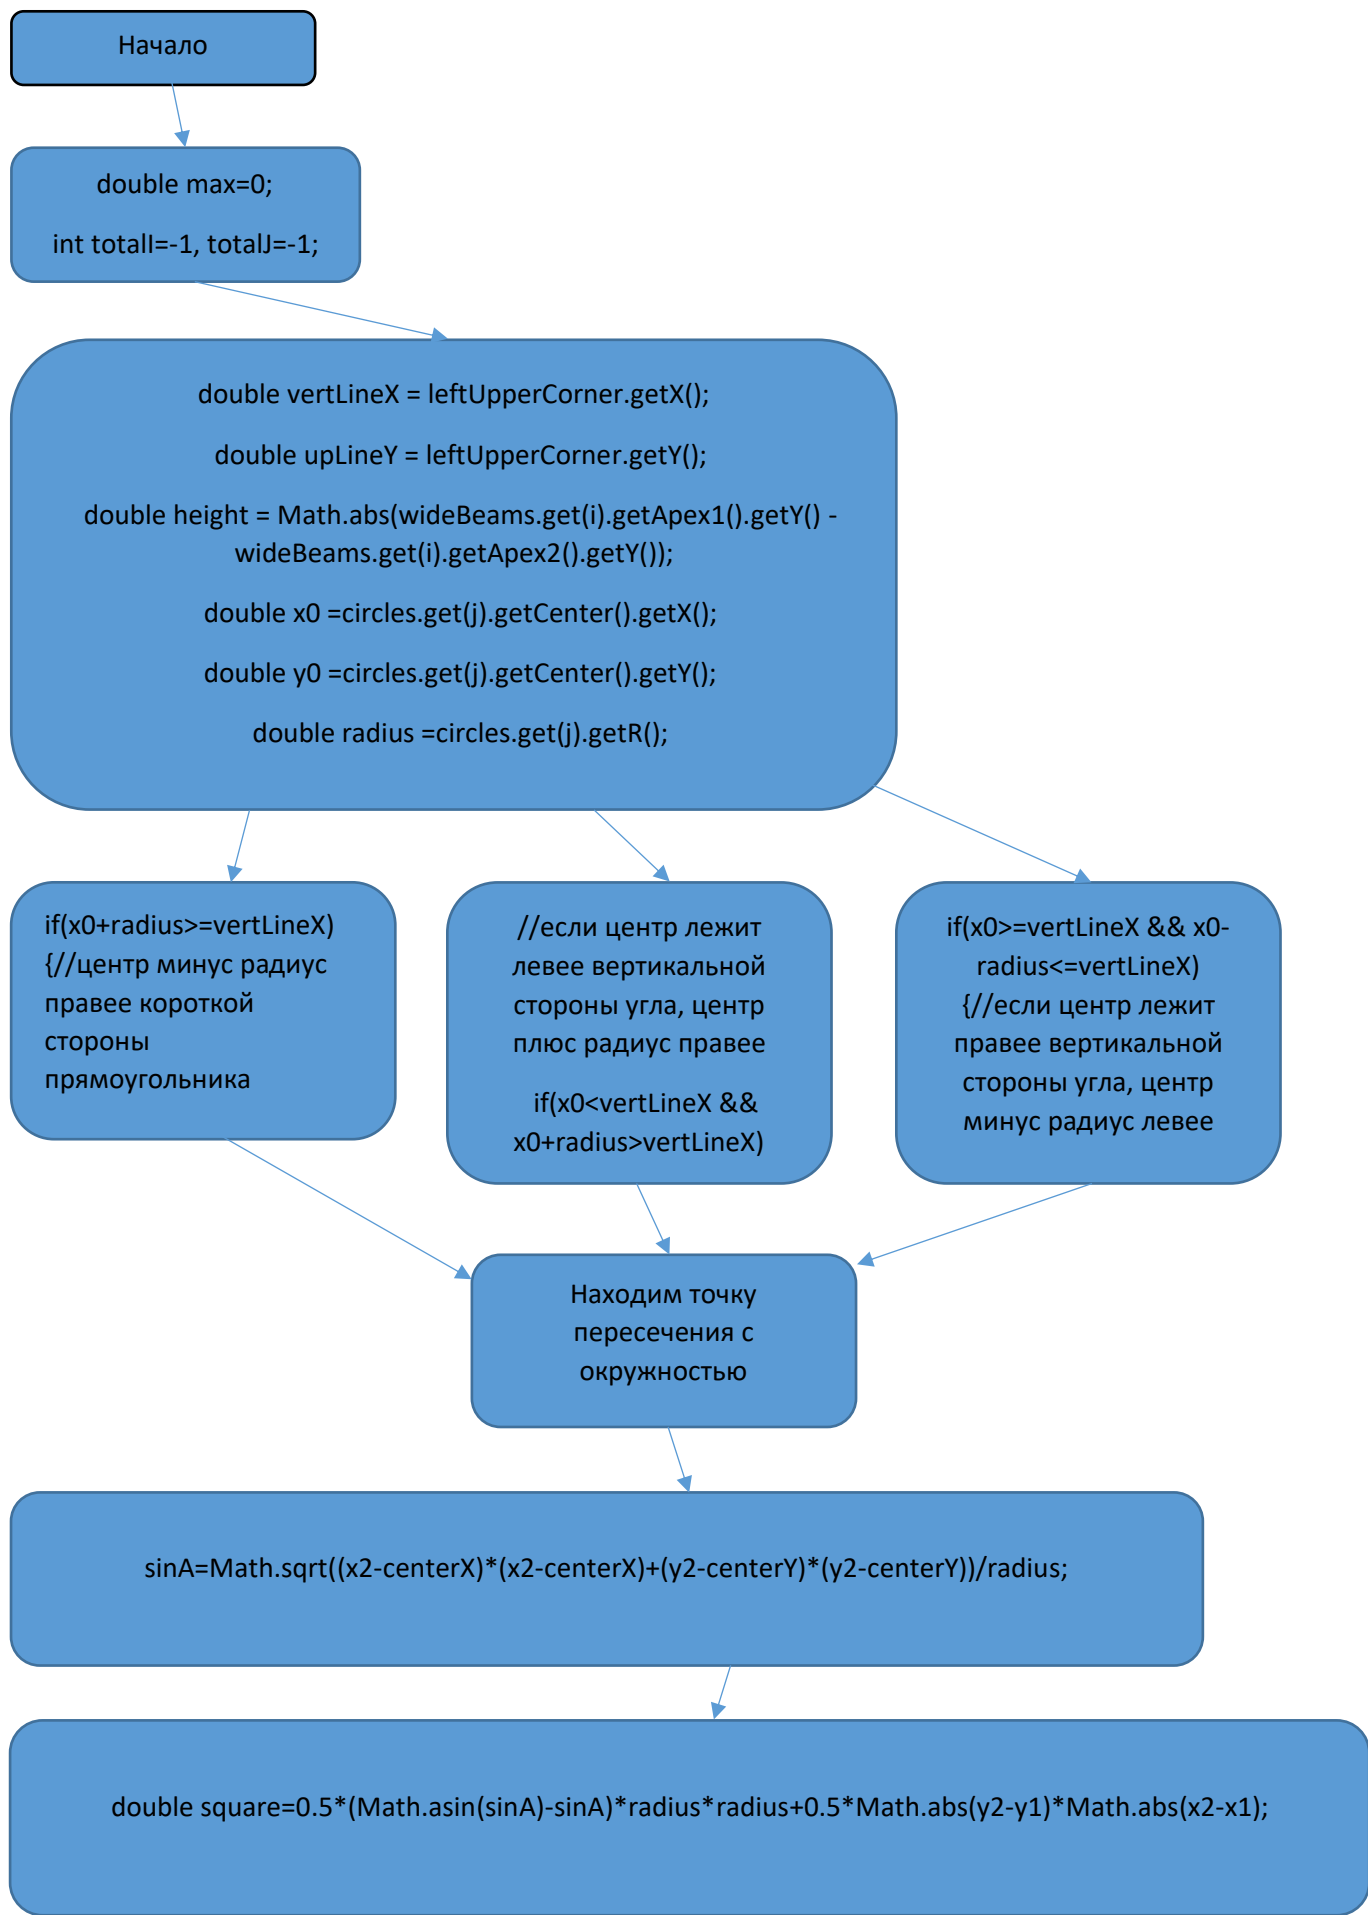 Начало
double max=0;
int totalI=-1, totalJ=-1;
double vertLineX = leftUpperCorner.getX();
double upLineY = leftUpperCorner.getY();
double height = Math.abs(wideBeams.get(i).getApex1().getY() -
wideBeams.get(i).getApex2().getY());
double x0 =circles.get(j).getCenter().getX();
double y0 =circles.get(j).getCenter().getY();
double radius =circles.get(j).getR();
if(x0+radius>=vertLineX)
{//центр минус радиус
правее короткой
стороны
прямоугольника
//если центр лежит
левее вертикальной
стороны угла, центр
плюс радиус правее
if(x0<vertLineX &&
x0+radius>vertLineX)
if(x0>=vertLineX && x0-
radius<=vertLineX)
{//если центр лежит
правее вертикальной
стороны угла, центр
минус радиус левее
Находим точку
пересечения с
окружностью
sinA=Math.sqrt((x2-centerX)*(x2-centerX)+(y2-centerY)*(y2-centerY))/radius;
double square=0.5*(Math.asin(sinA)-sinA)*radius*radius+0.5*Math.abs(y2-y1)*Math.abs(x2-x1);